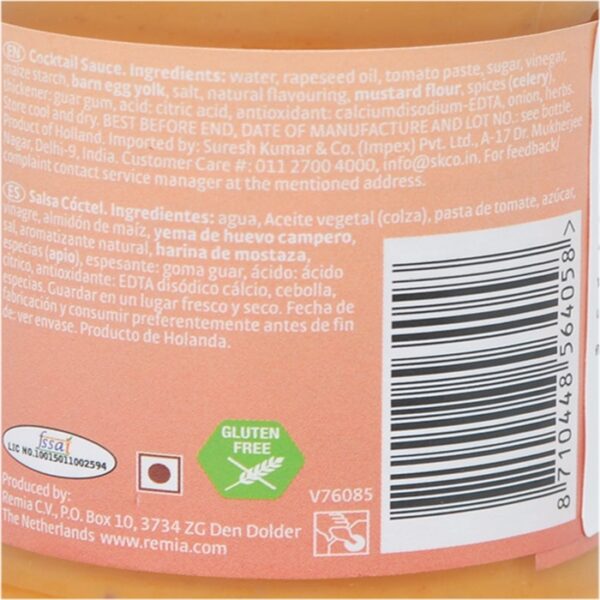 EN Cocktail Sauce. Ingredients: water, rapeseed oil, tomato paste, sugar, vinegar,
maize starch, barn egg yolk, salt, natural flavouring, mustard flour, spices (celery),
thickener: guar gum, acid: citric acid, antioxidant: calciumdisodium-EDTA, onion, herbs.
Store cool and dry. BEST BEFORE END, DATE OF MANUFACTURE AND LOT NO.: see bottle.
Product of Holland. Imported by: Suresh Kumar & Co. (Impex) Pvt. Ltd., A-17 Dr. Mukherjee
Nagar, Delhi-9, India. Customer Care #: 011 2700 4000, info@skco.in. For feedback/
complaint contact service manager at the mentioned address.
ES Salsa Cóctel. Ingredientes: agua, Aceite vegetal (colza), pasta de tomate, azúcar,
vinagre, almidón de maíz, yema de huevo campero,
sal, aromatizante natural, harina de mostaza,
especias (apio), espesante: goma guar, ácido: ácido
cítrico, antioxidante: EDTA disódico cálcio, cebolla,
especias. Guardar en un lugar fresco y seco. Fecha de
fabricación y consumir preferentemente antes de fin
de: ver envase. Producto de Holanda.
fssai
LIC NO.10015011002594
GLUTEN
FREE
Produced by:
Remia C.V., P.O. Box 10, 3734 ZG Den Dolder
The Netherlands www.remia.com
V76085
8 710448 564058 >